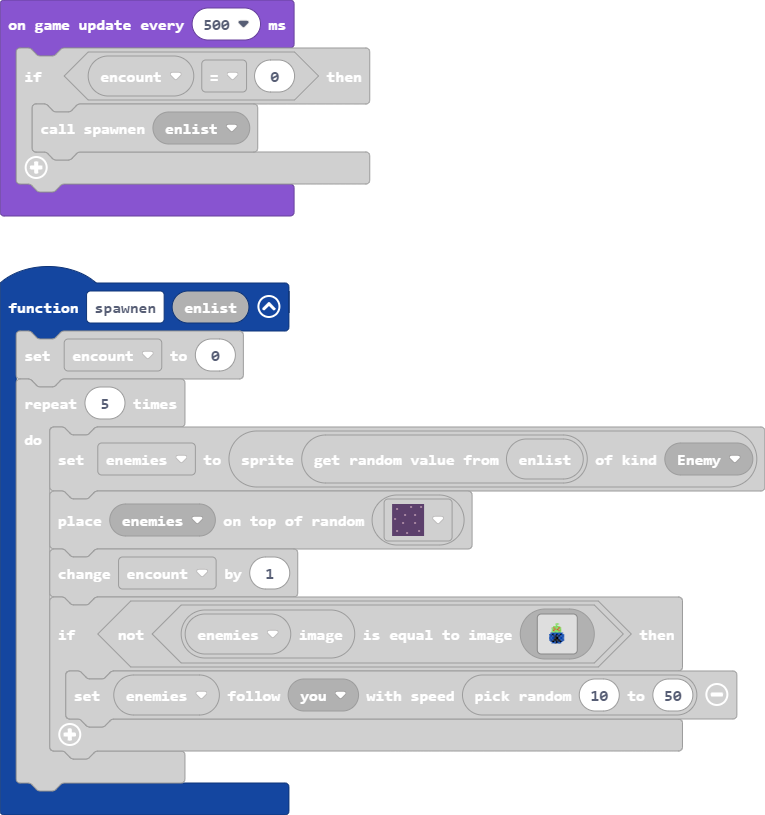 on game update every 500 ms
if encount = 0 then
call spawnen enlist
function spawnen enlist
set encount to 0
repeat 5 times
do
set enemies to sprite get random value from enlist of kind Enemy
place enemies on top of random
change encount by 1
if not enemies image is equal to image then
set enemies follow you with speed pick random 10 to 50